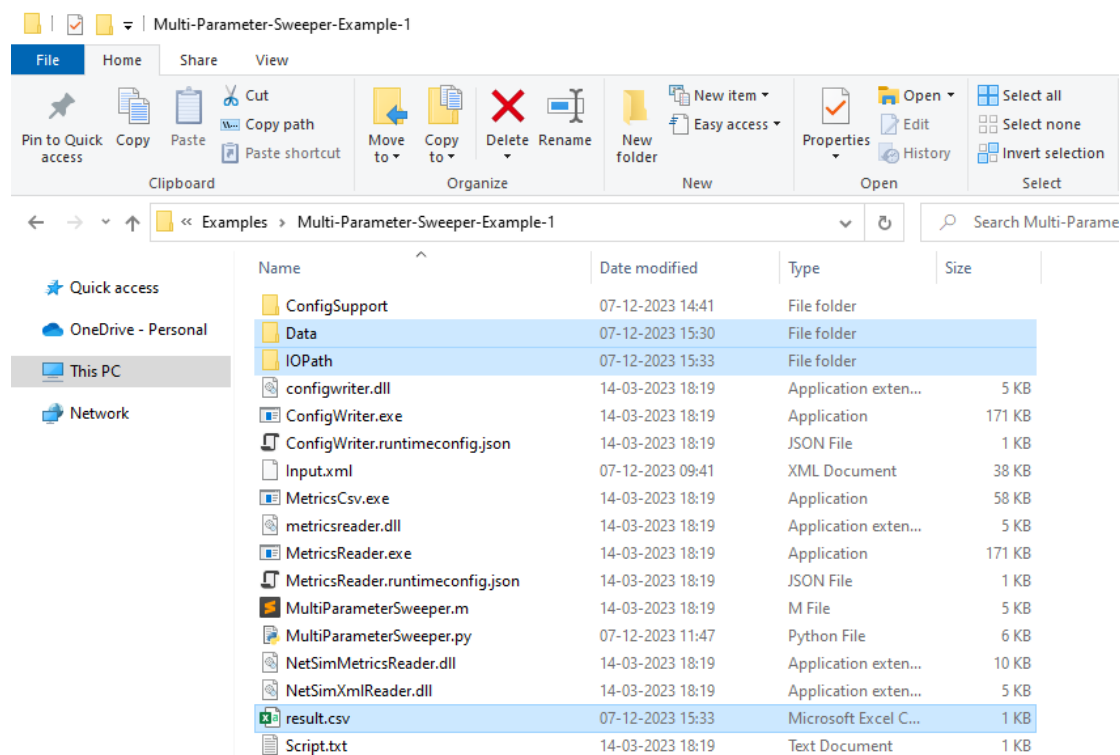 Multi-Parameter-Sweeper-Example-1
File Home Share View
Pin to Quick access
Copy
Paste
Cut
Copy path
Paste shortcut
Clipboard
Move to
Copy to
Delete
Rename
Organize
New folder
New item
Easy access
New
Properties
Open
Edit
History
Open
Select all
Select none
Invert selection
Select
« Examples › Multi-Parameter-Sweeper-Example-1
Search Multi-Parame
Quick access
OneDrive - Personal
This PC
Network
Name Date modified Type Size
ConfigSupport 07-12-2023 14:41 File folder
Data 07-12-2023 15:30 File folder
IOPath 07-12-2023 15:33 File folder
configwriter.dll 14-03-2023 18:19 Application exten... 5 KB
ConfigWriter.exe 14-03-2023 18:19 Application 171 KB
ConfigWriter.runtimeconfig.json 14-03-2023 18:19 JSON File 1 KB
Input.xml 07-12-2023 09:41 XML Document 38 KB
MetricsCsv.exe 14-03-2023 18:19 Application 58 KB
metricsreader.dll 14-03-2023 18:19 Application exten... 5 KB
MetricsReader.exe 14-03-2023 18:19 Application 171 KB
MetricsReader.runtimeconfig.json 14-03-2023 18:19 JSON File 1 KB
MultiParameterSweeper.m 14-03-2023 18:19 M File 5 KB
MultiParameterSweeper.py 07-12-2023 11:47 Python File 6 KB
NetSimMetricsReader.dll 14-03-2023 18:19 Application exten... 10 KB
NetSimXmlReader.dll 14-03-2023 18:19 Application exten... 5 KB
result.csv 07-12-2023 15:33 Microsoft Excel C... 1 KB
Script.txt 14-03-2023 18:19 Text Document 1 KB